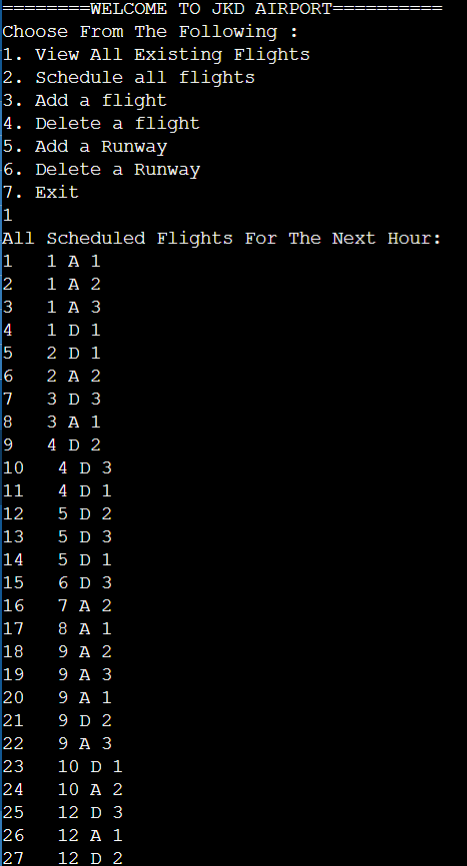 ========WELCOME TO JKD AIRPORT==========
Choose From The Following :
1. View All Existing Flights
2. Schedule all flights
3. Add a flight
4. Delete a flight
5. Add a Runway
6. Delete a Runway
7. Exit
1
All Scheduled Flights For The Next Hour:
1   1 A 1
2   1 A 2
3   1 A 3
4   1 D 1
5   2 D 1
6   2 A 2
7   3 D 3
8   3 A 1
9   4 D 2
10   4 D 3
11   4 D 1
12   5 D 2
13   5 D 3
14   5 D 1
15   6 D 3
16   7 A 2
17   8 A 1
18   9 A 2
19   9 A 3
20   9 A 1
21   9 D 2
22   9 A 3
23   10 D 1
24   10 A 2
25   12 D 3
26   12 A 1
27   12 D 2